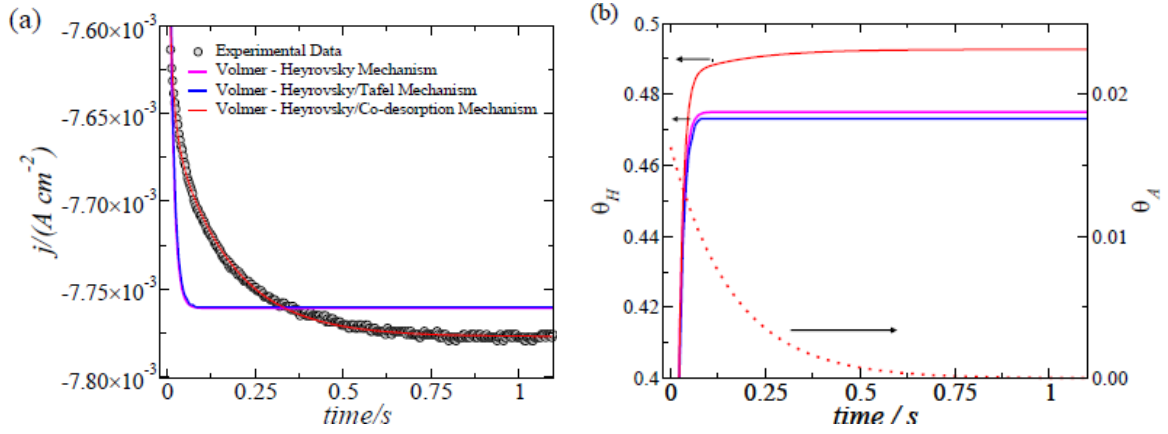 (a)
-7.60×10⁻³
-7.65×10⁻³
-7.70×10⁻³
-7.75×10⁻³
-7.80×10⁻³
j/(A cm⁻²)
Experimental Data
Volmer - Heyrovsky Mechanism
Volmer - Heyrovsky/Tafel Mechanism
Volmer - Heyrovsky/Co-desorption Mechanism
0 0.25 0.5 0.75 1
time/s
(b)
0.5
0.48
0.46
0.44
0.42
0.4
θH
0.02
0.01
0.00
θA
0 0.25 0.5 0.75 1
time / s